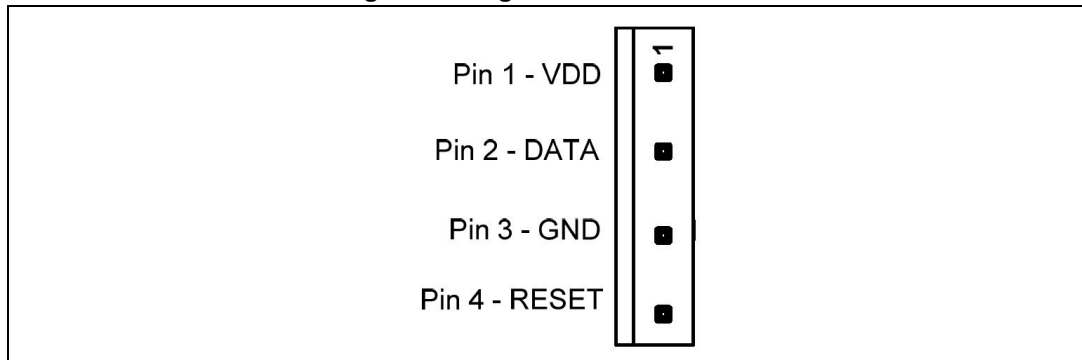 1
Pin 1 - VDD
Pin 2 - DATA
Pin 3 - GND
Pin 4 - RESET